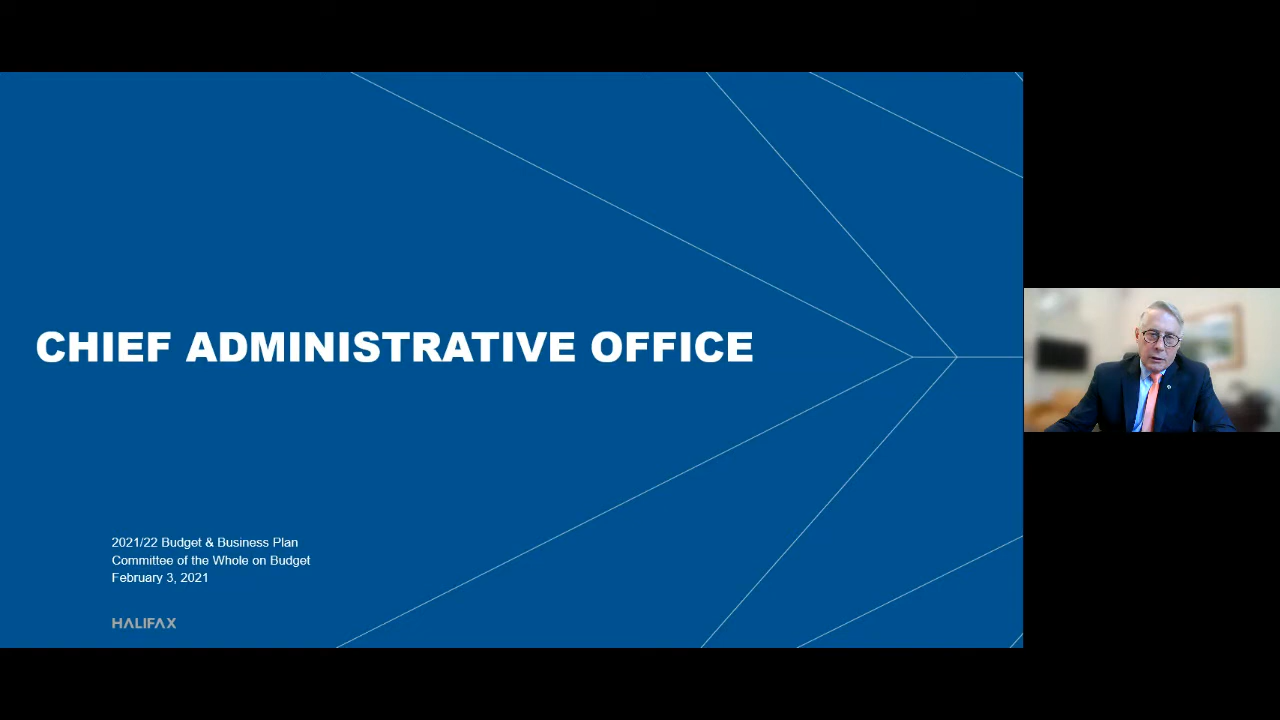 CHIEF ADMINISTRATIVE OFFICE
2021/22 Budget & Business Plan
Committee of the Whole on Budget
February 3, 2021
HALIFAX